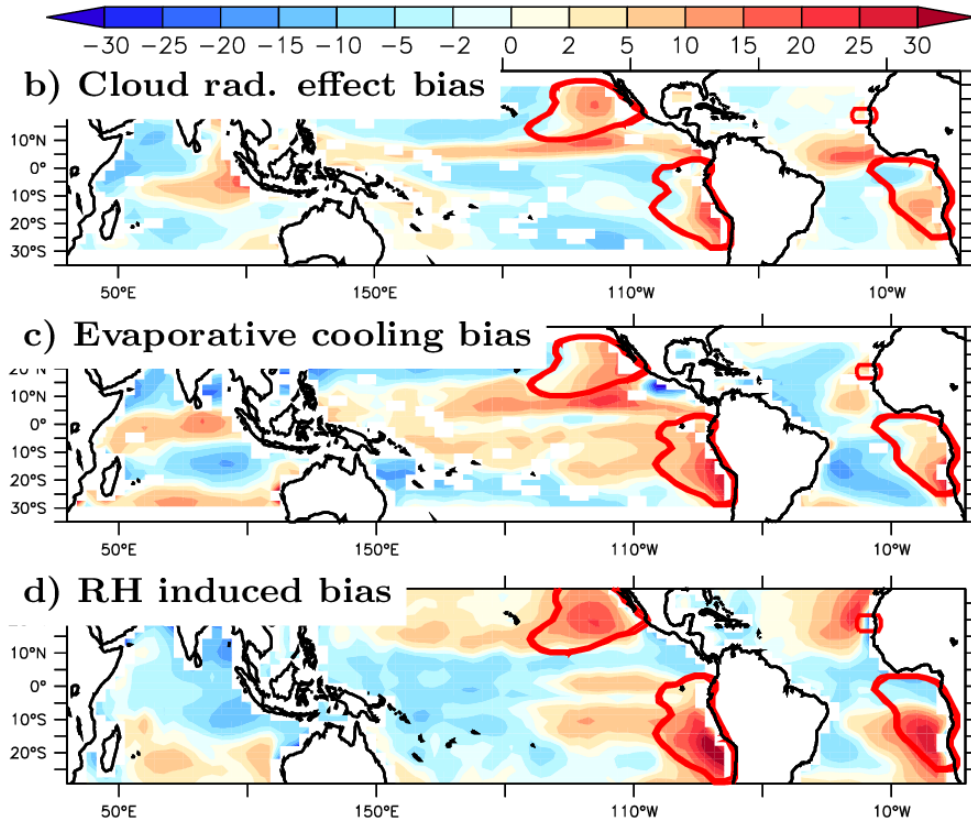 −30 −25 −20 −15 −10 −5 −2 0 2 5 10 15 20 25 30
b) Cloud rad. effect bias
10°N
0°
10°S
20°S
30°S
50°E 150°E 110°W 10°W
c) Evaporative cooling bias
20°N
10°N
0°
10°S
20°S
30°S
50°E 150°E 110°W 10°W
d) RH induced bias
10°N
0°
10°S
20°S
50°E 150°E 110°W 10°W